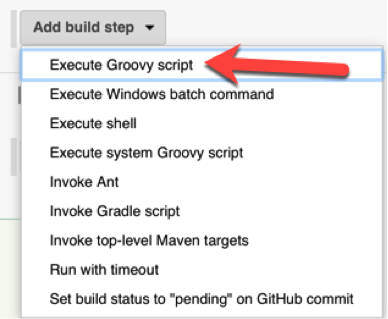 Add build step
Execute Groovy script
Execute Windows batch command
Execute shell
Execute system Groovy script
Invoke Ant
Invoke Gradle script
Invoke top-level Maven targets
Run with timeout
Set build status to "pending" on GitHub commit